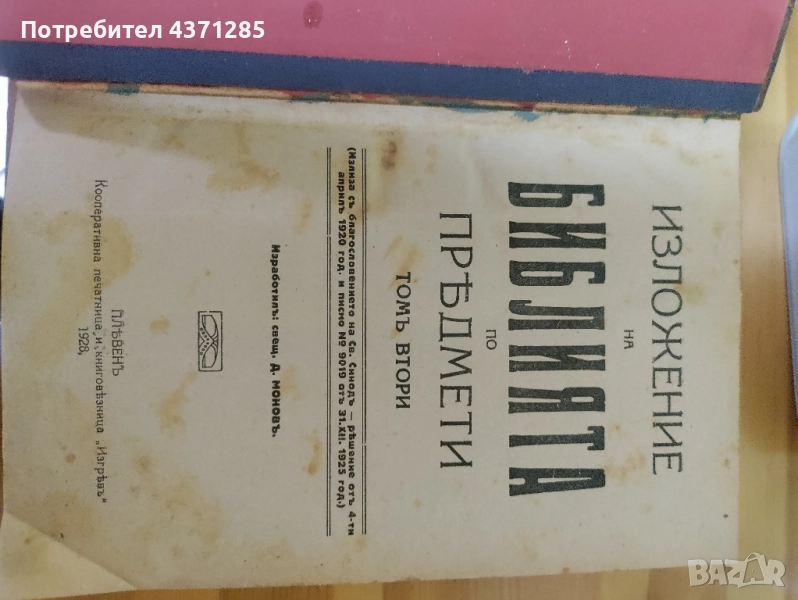 Потребител 4371285
ИЗЛОЖЕНИЕ
НА
БИБЛИЯТА
ПО
ПРѢДМЕТИ
ТОМЪ ВТОРИ
(Излиза съ благословението на Св. Синодъ — рѣшение отъ 4-ти
априлъ 1920 год. и писмо № 9019 отъ 31.XII. 1925 год.)
Изработилъ: свещ. Д. МОНОВЪ.
ПЛѢВЕНЪ
1928,
Кооперативна печатница „и„книговѣзница „Изгрѣвъ“
BAZAR